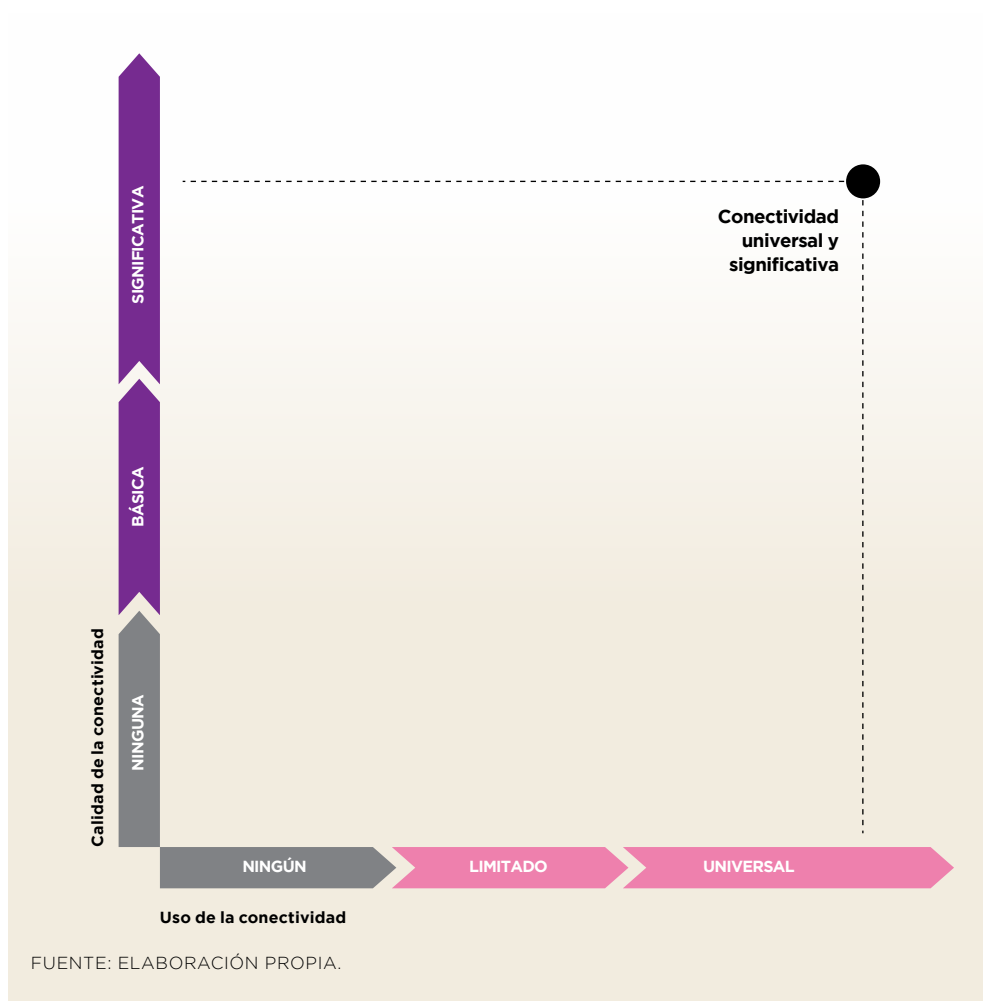 SIGNIFICATIVA
BÁSICA
NINGUNA
Calidad de la conectividad
Conectividad
universal y
significativa
NINGÚN
LIMITADO
UNIVERSAL
Uso de la conectividad
FUENTE: ELABORACIÓN PROPIA.